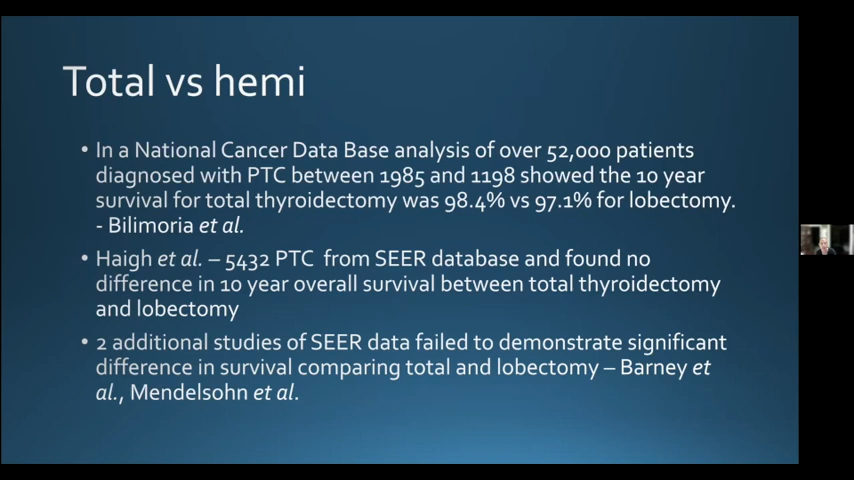 Total vs hemi
• In a National Cancer Data Base analysis of over 52,000 patients
diagnosed with PTC between 1985 and 1198 showed the 10 year
survival for total thyroidectomy was 98.4% vs 97.1% for lobectomy.
- Bilimoria et al.
• Haigh et al. – 5432 PTC from SEER database and found no
difference in 10 year overall survival between total thyroidectomy
and lobectomy
• 2 additional studies of SEER data failed to demonstrate significant
difference in survival comparing total and lobectomy – Barney et
al., Mendelsohn et al.